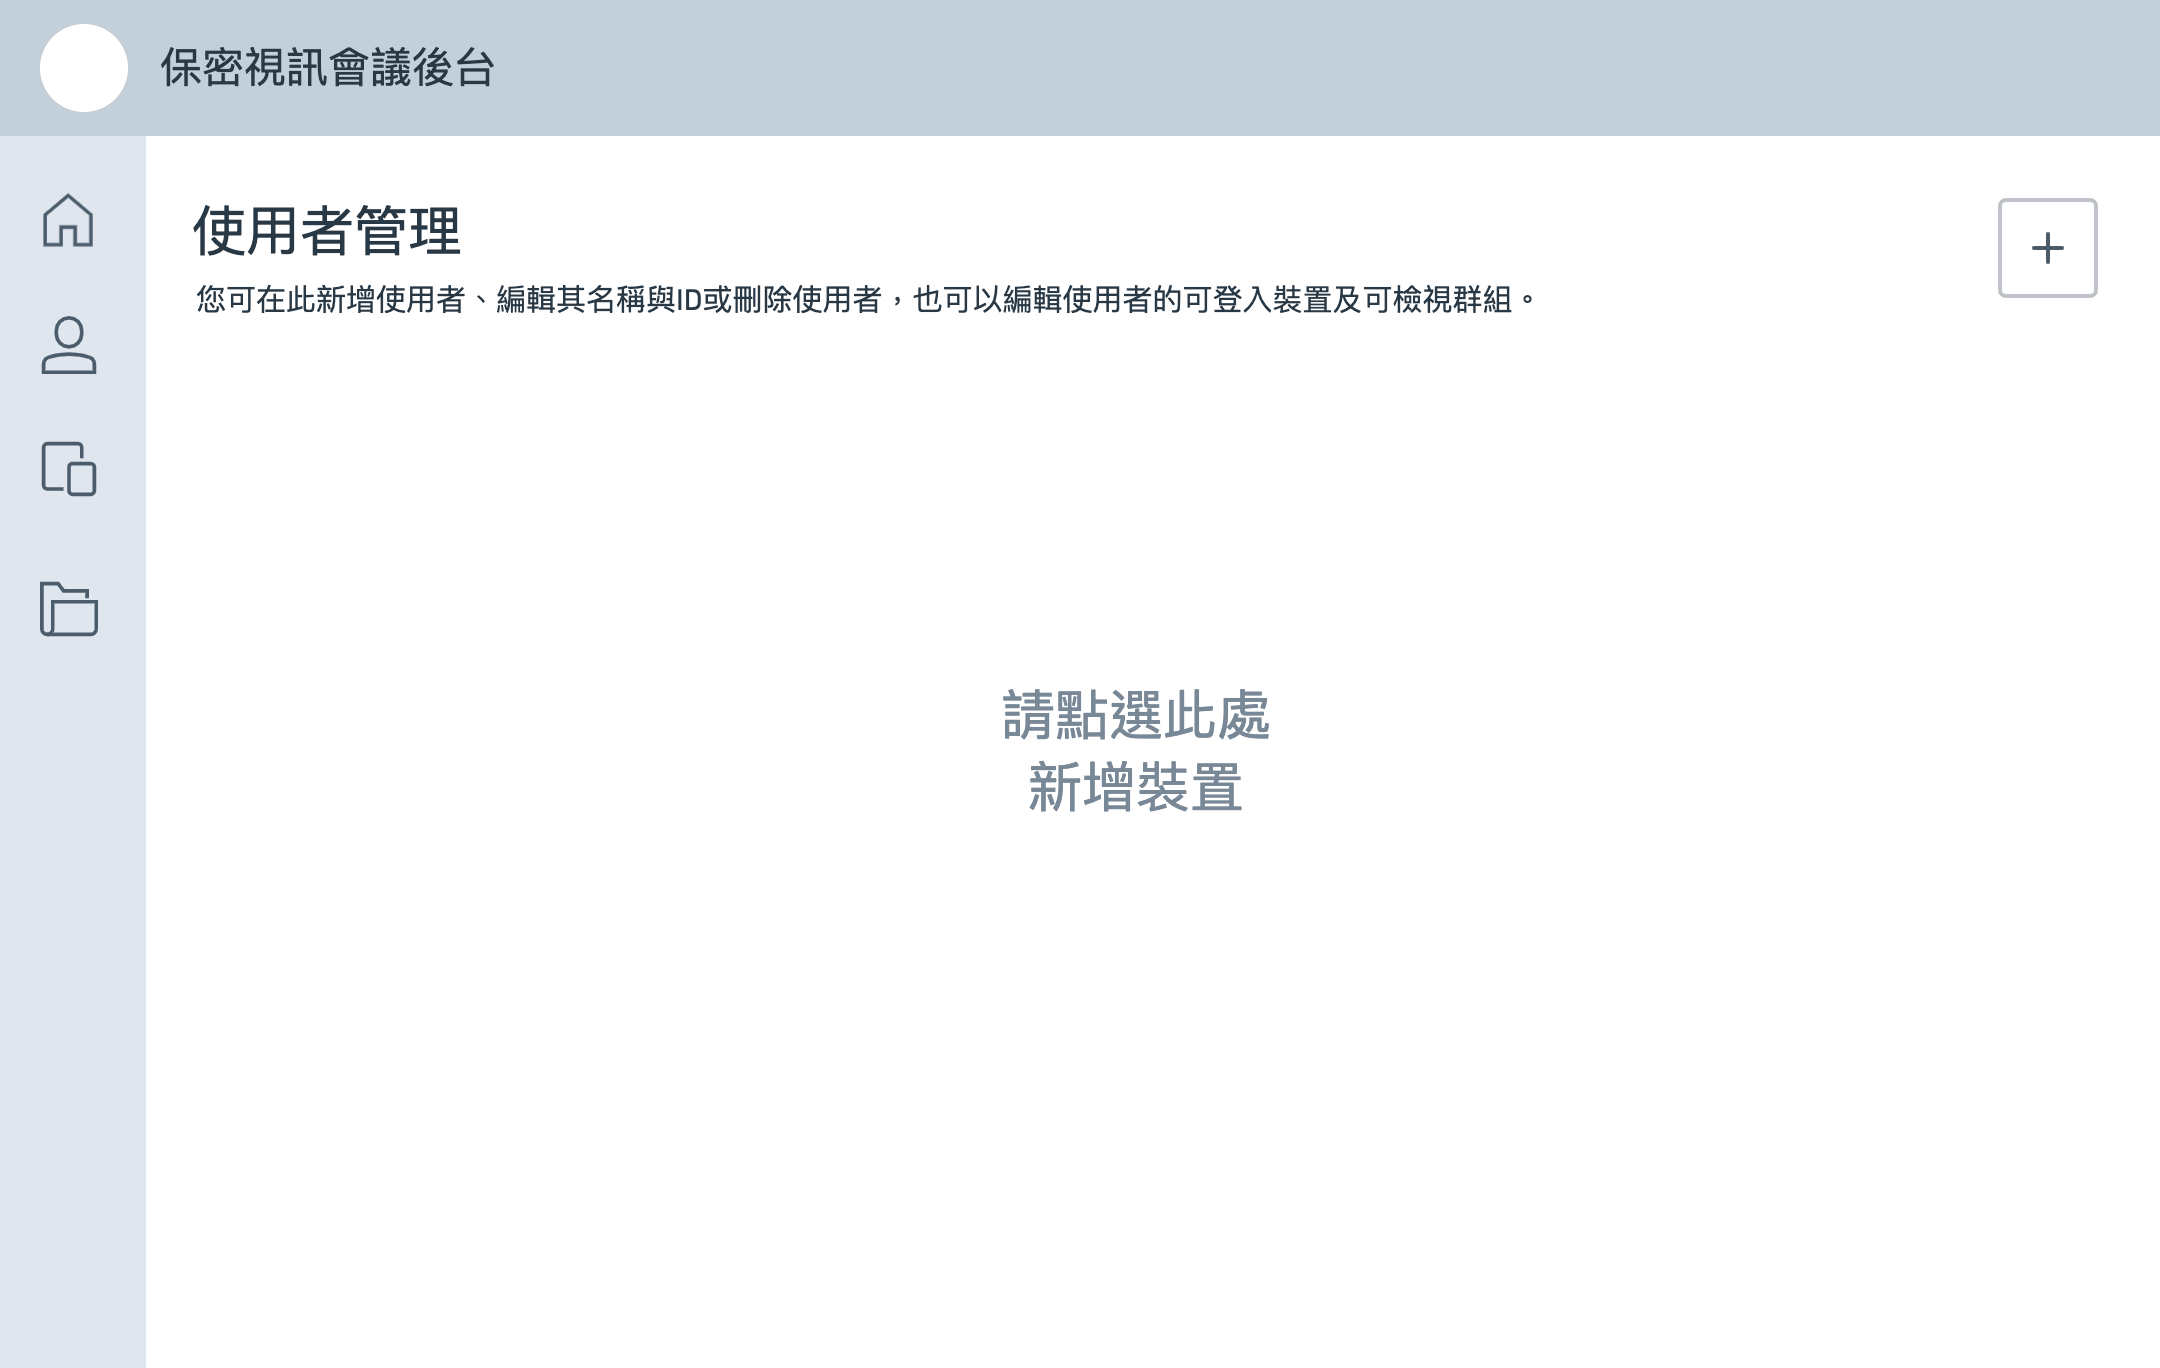 保密視訊會議後台
使用者管理
您可在此新增使用者、編輯其名稱與ID或刪除使用者，也可以編輯使用者的可登入裝置及可檢視群組。
請點選此處
新增裝置